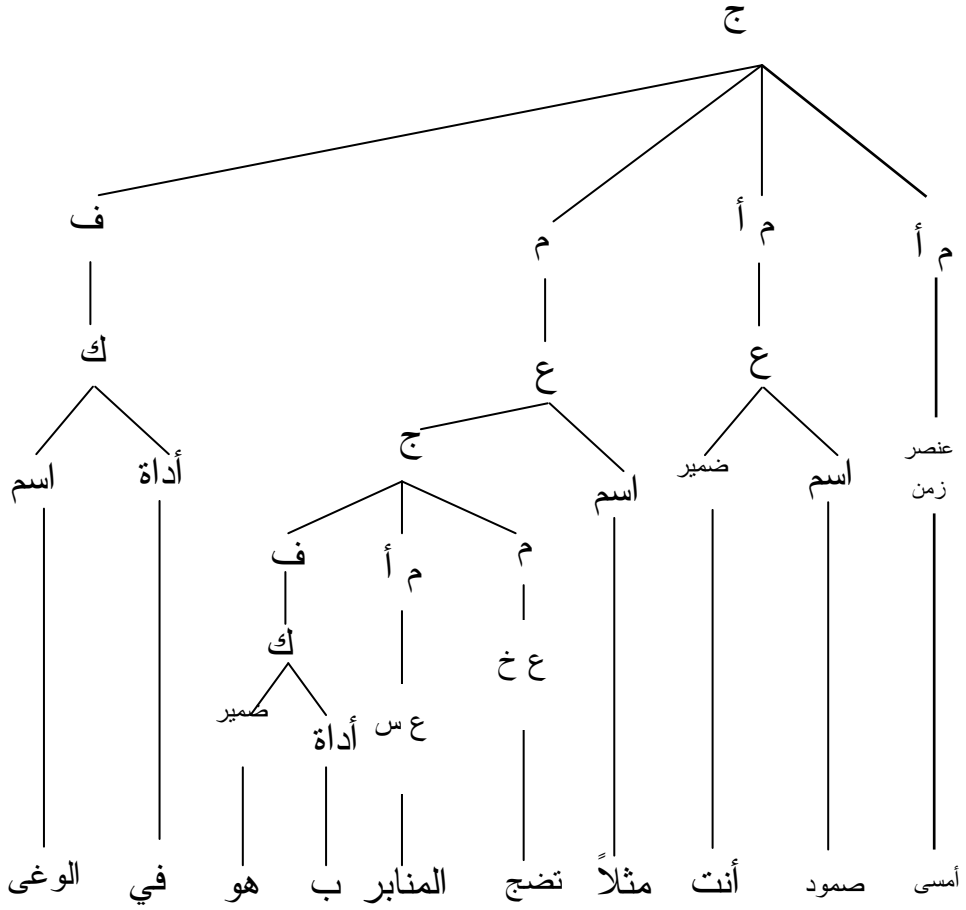 ج
م أ م أ م ف
ع ع ك
عنصر زمن ضمير اسم ج اسم أداة اسم
م م أ ف
ع خ ع س ك
أداة ضمير
أمسى صمود أنت مثلاً تضج المنابر ب هو في الوغى